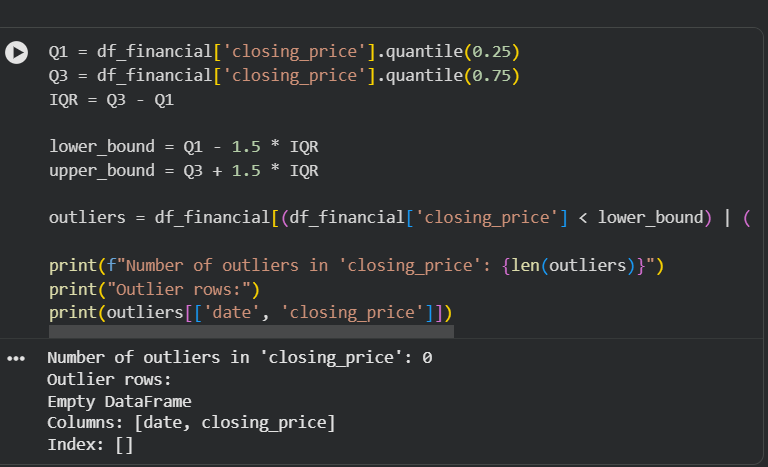 Q1 = df_financial['closing_price'].quantile(0.25)
Q3 = df_financial['closing_price'].quantile(0.75)
IQR = Q3 - Q1
lower_bound = Q1 - 1.5 * IQR
upper_bound = Q3 + 1.5 * IQR
outliers = df_financial[(df_financial['closing_price'] < lower_bound) | (
print(f"Number of outliers in 'closing_price': {len(outliers)}")
print("Outlier rows:")
print(outliers[['date', 'closing_price']])
Number of outliers in 'closing_price': 0
Outlier rows:
Empty DataFrame
Columns: [date, closing_price]
Index: []